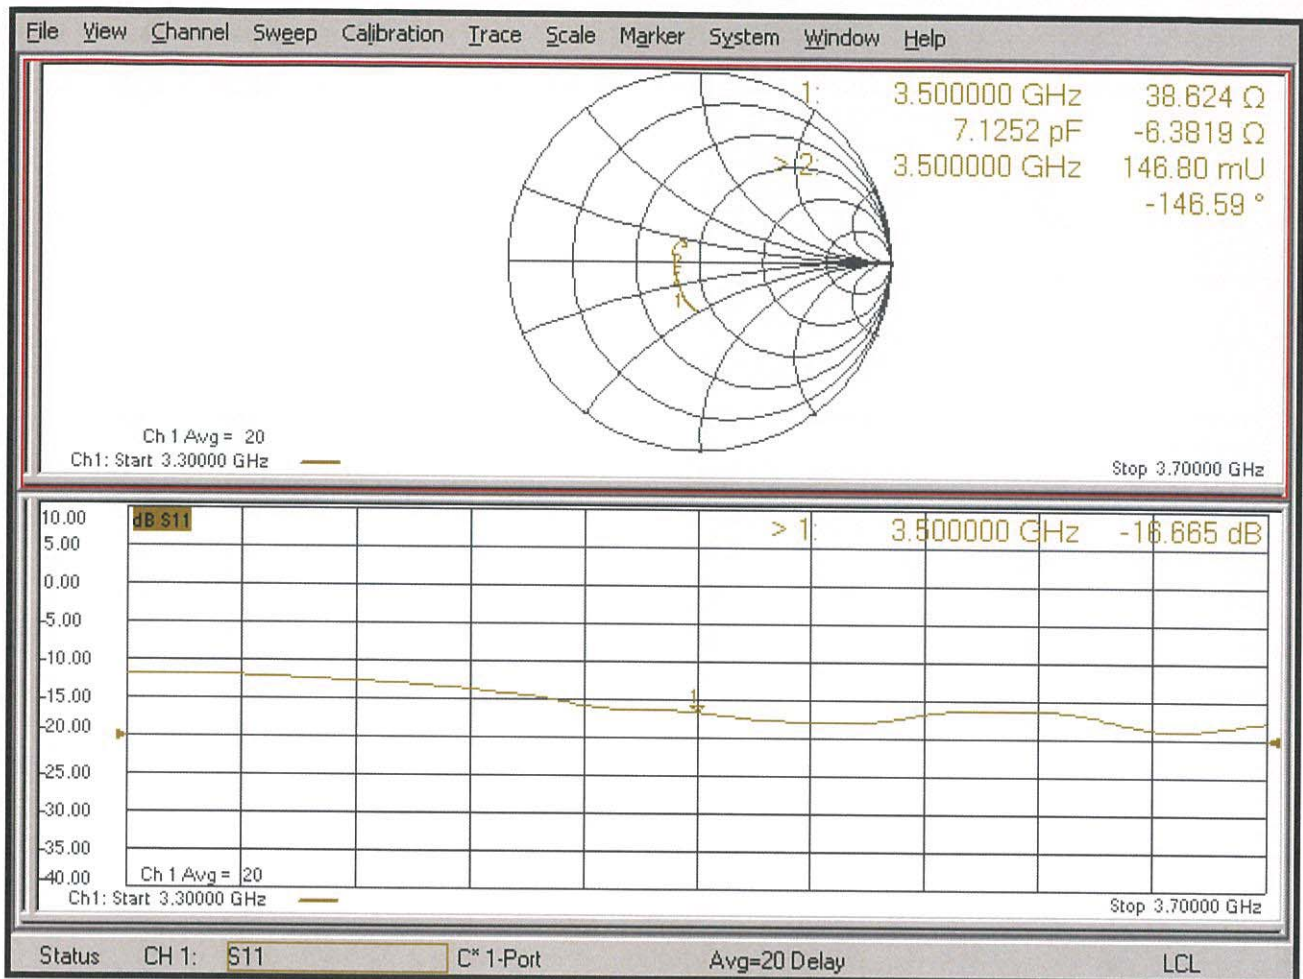 File View Channel Sweep Calibration Trace Scale Marker System Window Help
1: 3.500000 GHz 38.624 Ω
7.1252 pF -6.3819 Ω
> 2: 3.500000 GHz 146.80 mU
-146.59 °
1
Ch 1 Avg = 20
Ch1: Start 3.30000 GHz
Stop 3.70000 GHz
10.00
dB S11
> 1: 3.500000 GHz -16.665 dB
5.00
0.00
-5.00
-10.00
-15.00
1
-20.00
-25.00
-30.00
-35.00
-40.00
Ch 1 Avg = 20
Ch1: Start 3.30000 GHz
Stop 3.70000 GHz
Status CH 1: S11 C* 1-Port Avg=20 Delay LCL